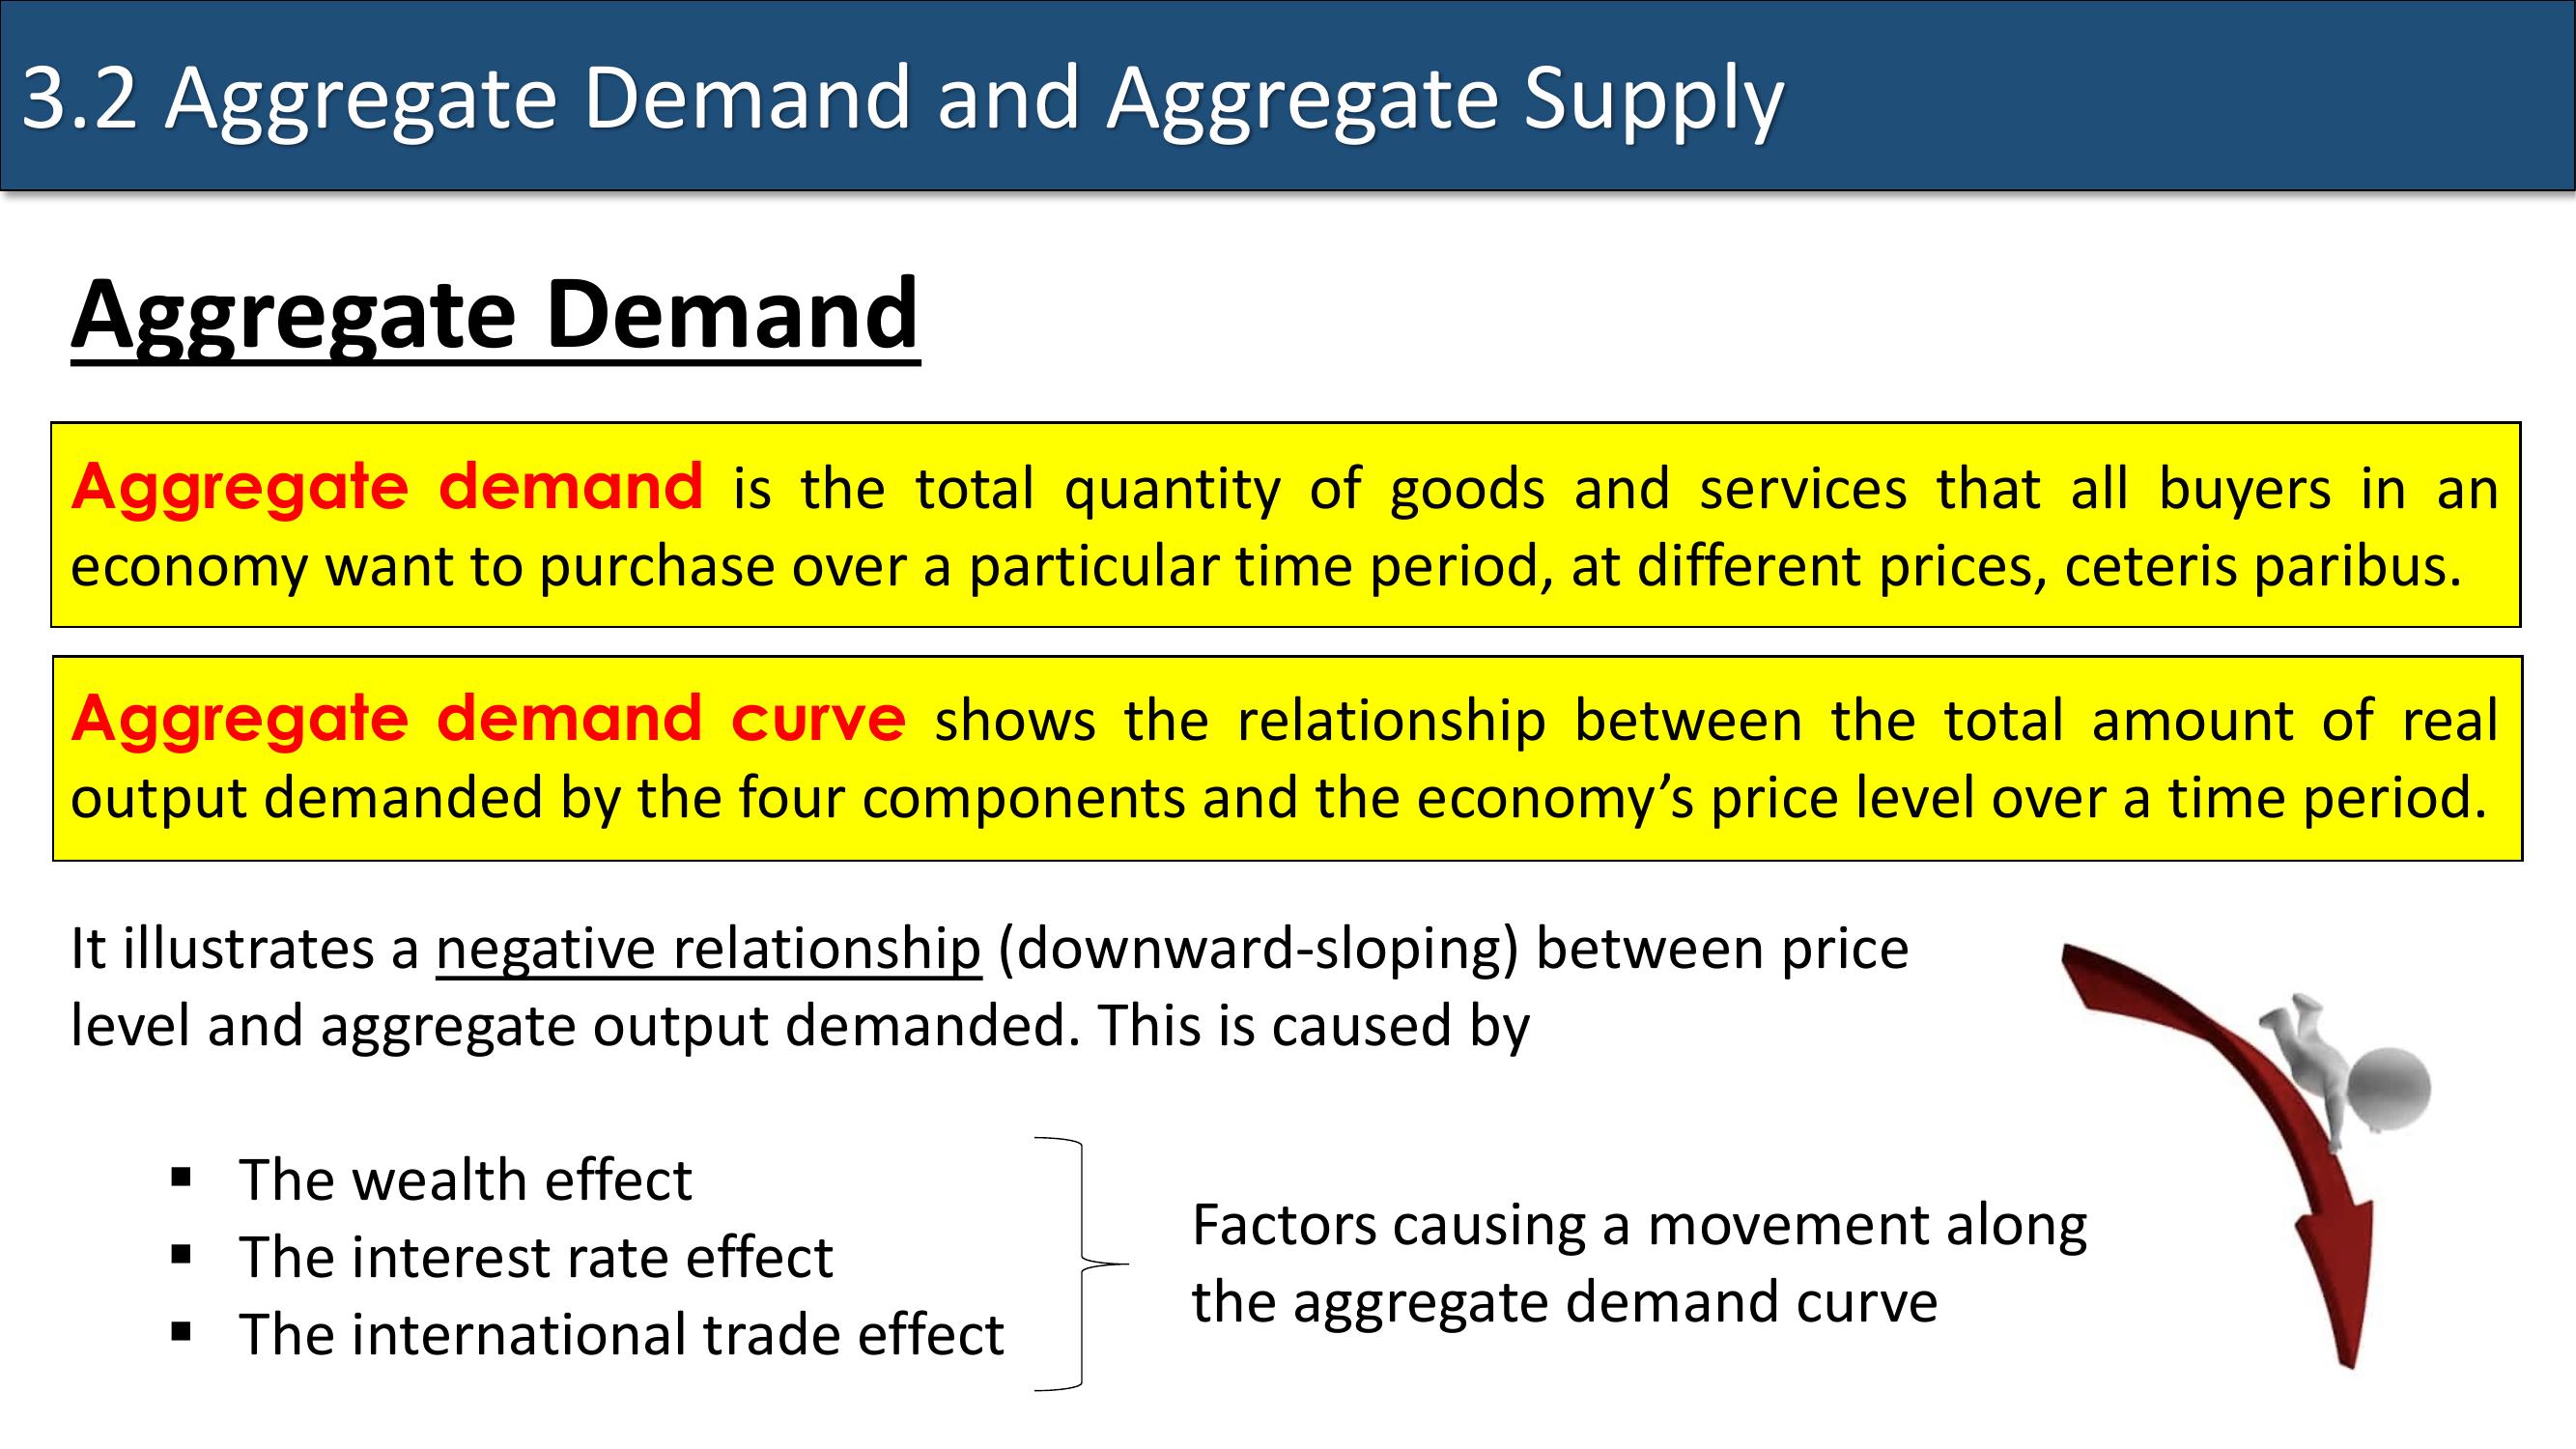 3.2 Aggregate Demand and Aggregate Supply
Aggregate Demand
Aggregate demand is the total quantity of goods and services that all buyers in an
economy want to purchase over a particular time period, at different prices, ceteris paribus.
Aggregate demand curve shows the relationship between the total amount of real
output demanded by the four components and the economy’s price level over a time period.
It illustrates a negative relationship (downward-sloping) between price
level and aggregate output demanded. This is caused by
▪ The wealth effect
▪ The interest rate effect
▪ The international trade effect
Factors causing a movement along
the aggregate demand curve